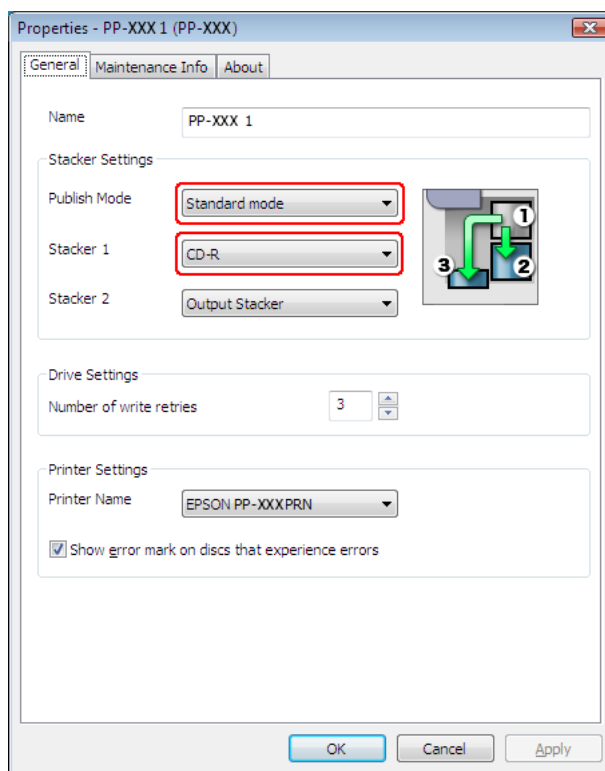 Properties - PP-XXX 1 (PP-XXX)
General Maintenance Info About
Name PP-XXX 1
Stacker Settings
Publish Mode Standard mode
Stacker 1 CD-R
Stacker 2 Output Stacker
1
3 2
Drive Settings
Number of write retries 3
Printer Settings
Printer Name EPSON PP-XXXPRN
Show error mark on discs that experience errors
OK Cancel Apply